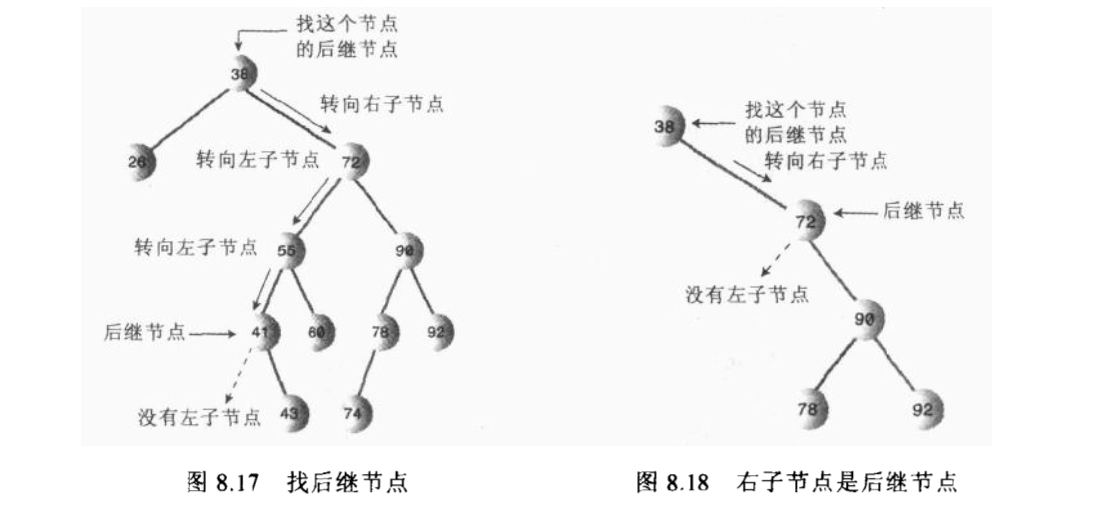 找这个节点
的后继节点
38
转向右子节点
26
转向左子节点
72
转向左子节点
55
90
后继节点
41
60
78
92
没有左子节点
43
74
图 8.17 找后继节点
38
找这个节点
的后继节点
转向右子节点
72
后继节点
没有左子节点
90
78
92
图 8.18 右子节点是后继节点